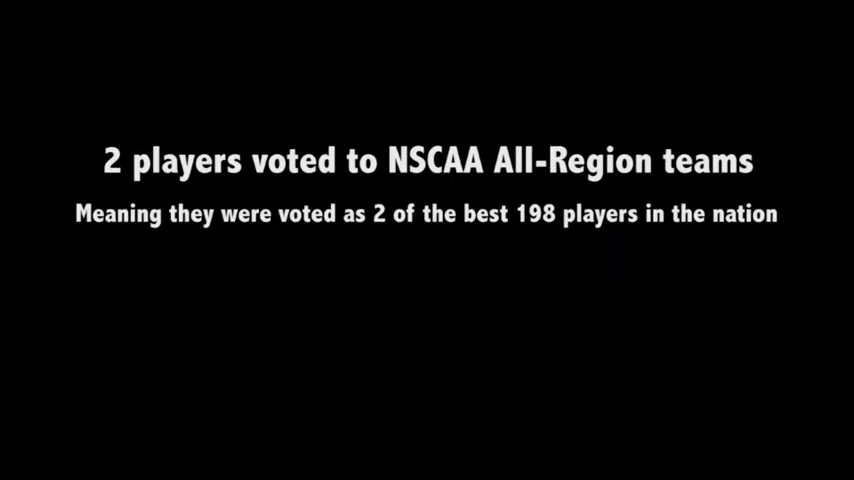 2 players voted to NSCAA All-Region teams
Meaning they were voted as 2 of the best 198 players in the nation